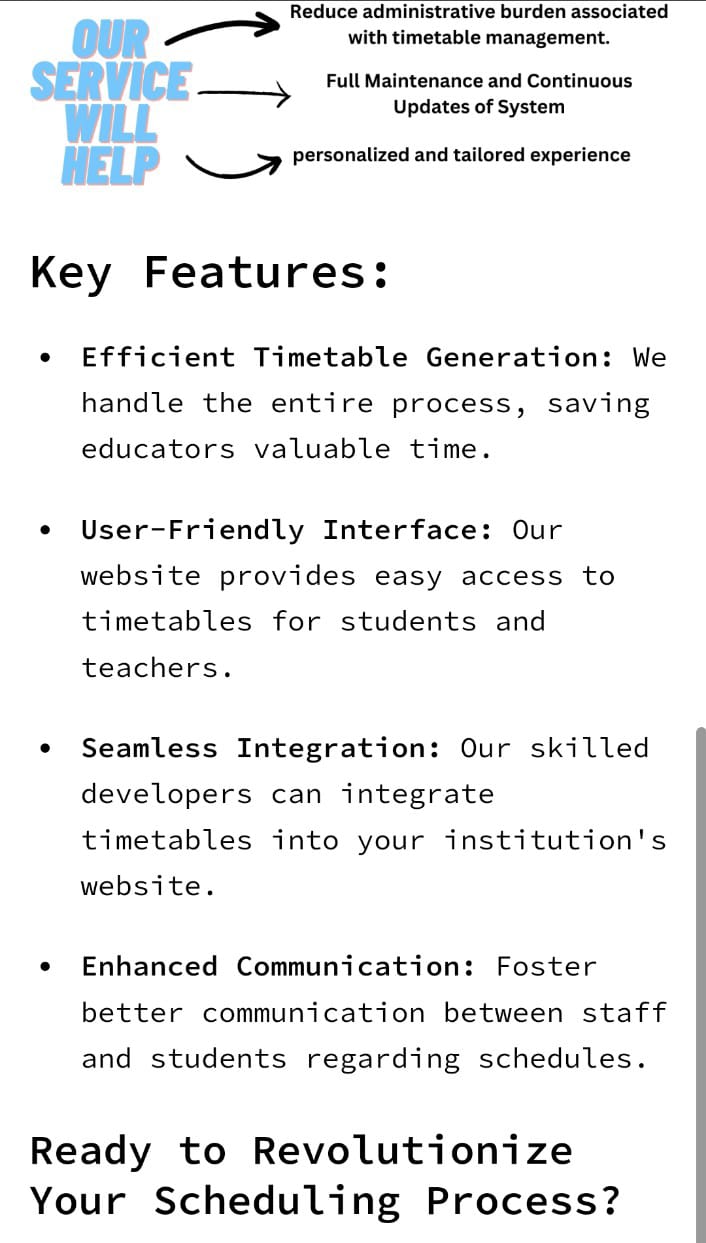 OUR
SERVICE
WILL
HELP
Reduce administrative burden associated
with timetable management.
Full Maintenance and Continuous
Updates of System
personalized and tailored experience
Key Features:
• Efficient Timetable Generation: We
handle the entire process, saving
educators valuable time.
• User-Friendly Interface: Our
website provides easy access to
timetables for students and
teachers.
• Seamless Integration: Our skilled
developers can integrate
timetables into your institution's
website.
• Enhanced Communication: Foster
better communication between staff
and students regarding schedules.
Ready to Revolutionize
Your Scheduling Process?